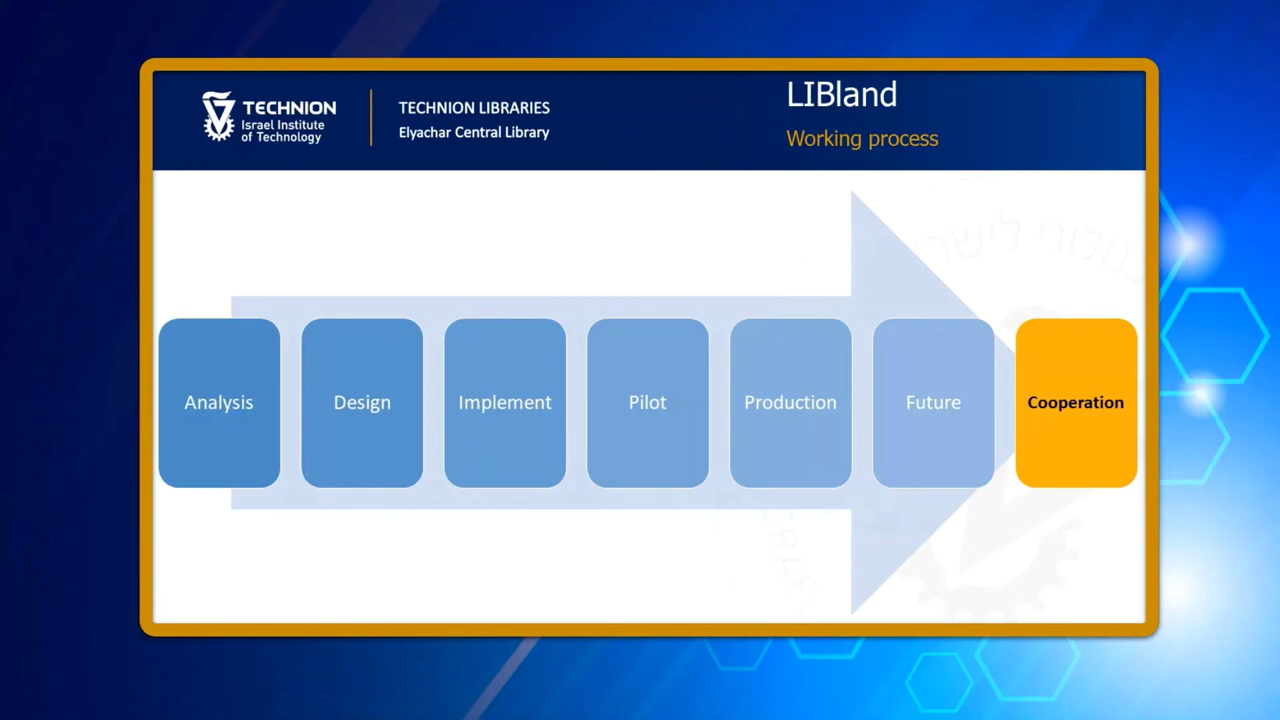 TECHNION
Israel Institute
of Technology
TECHNION LIBRARIES
Elyachar Central Library
LIBland
Working process
Analysis
Design
Implement
Pilot
Production
Future
Cooperation